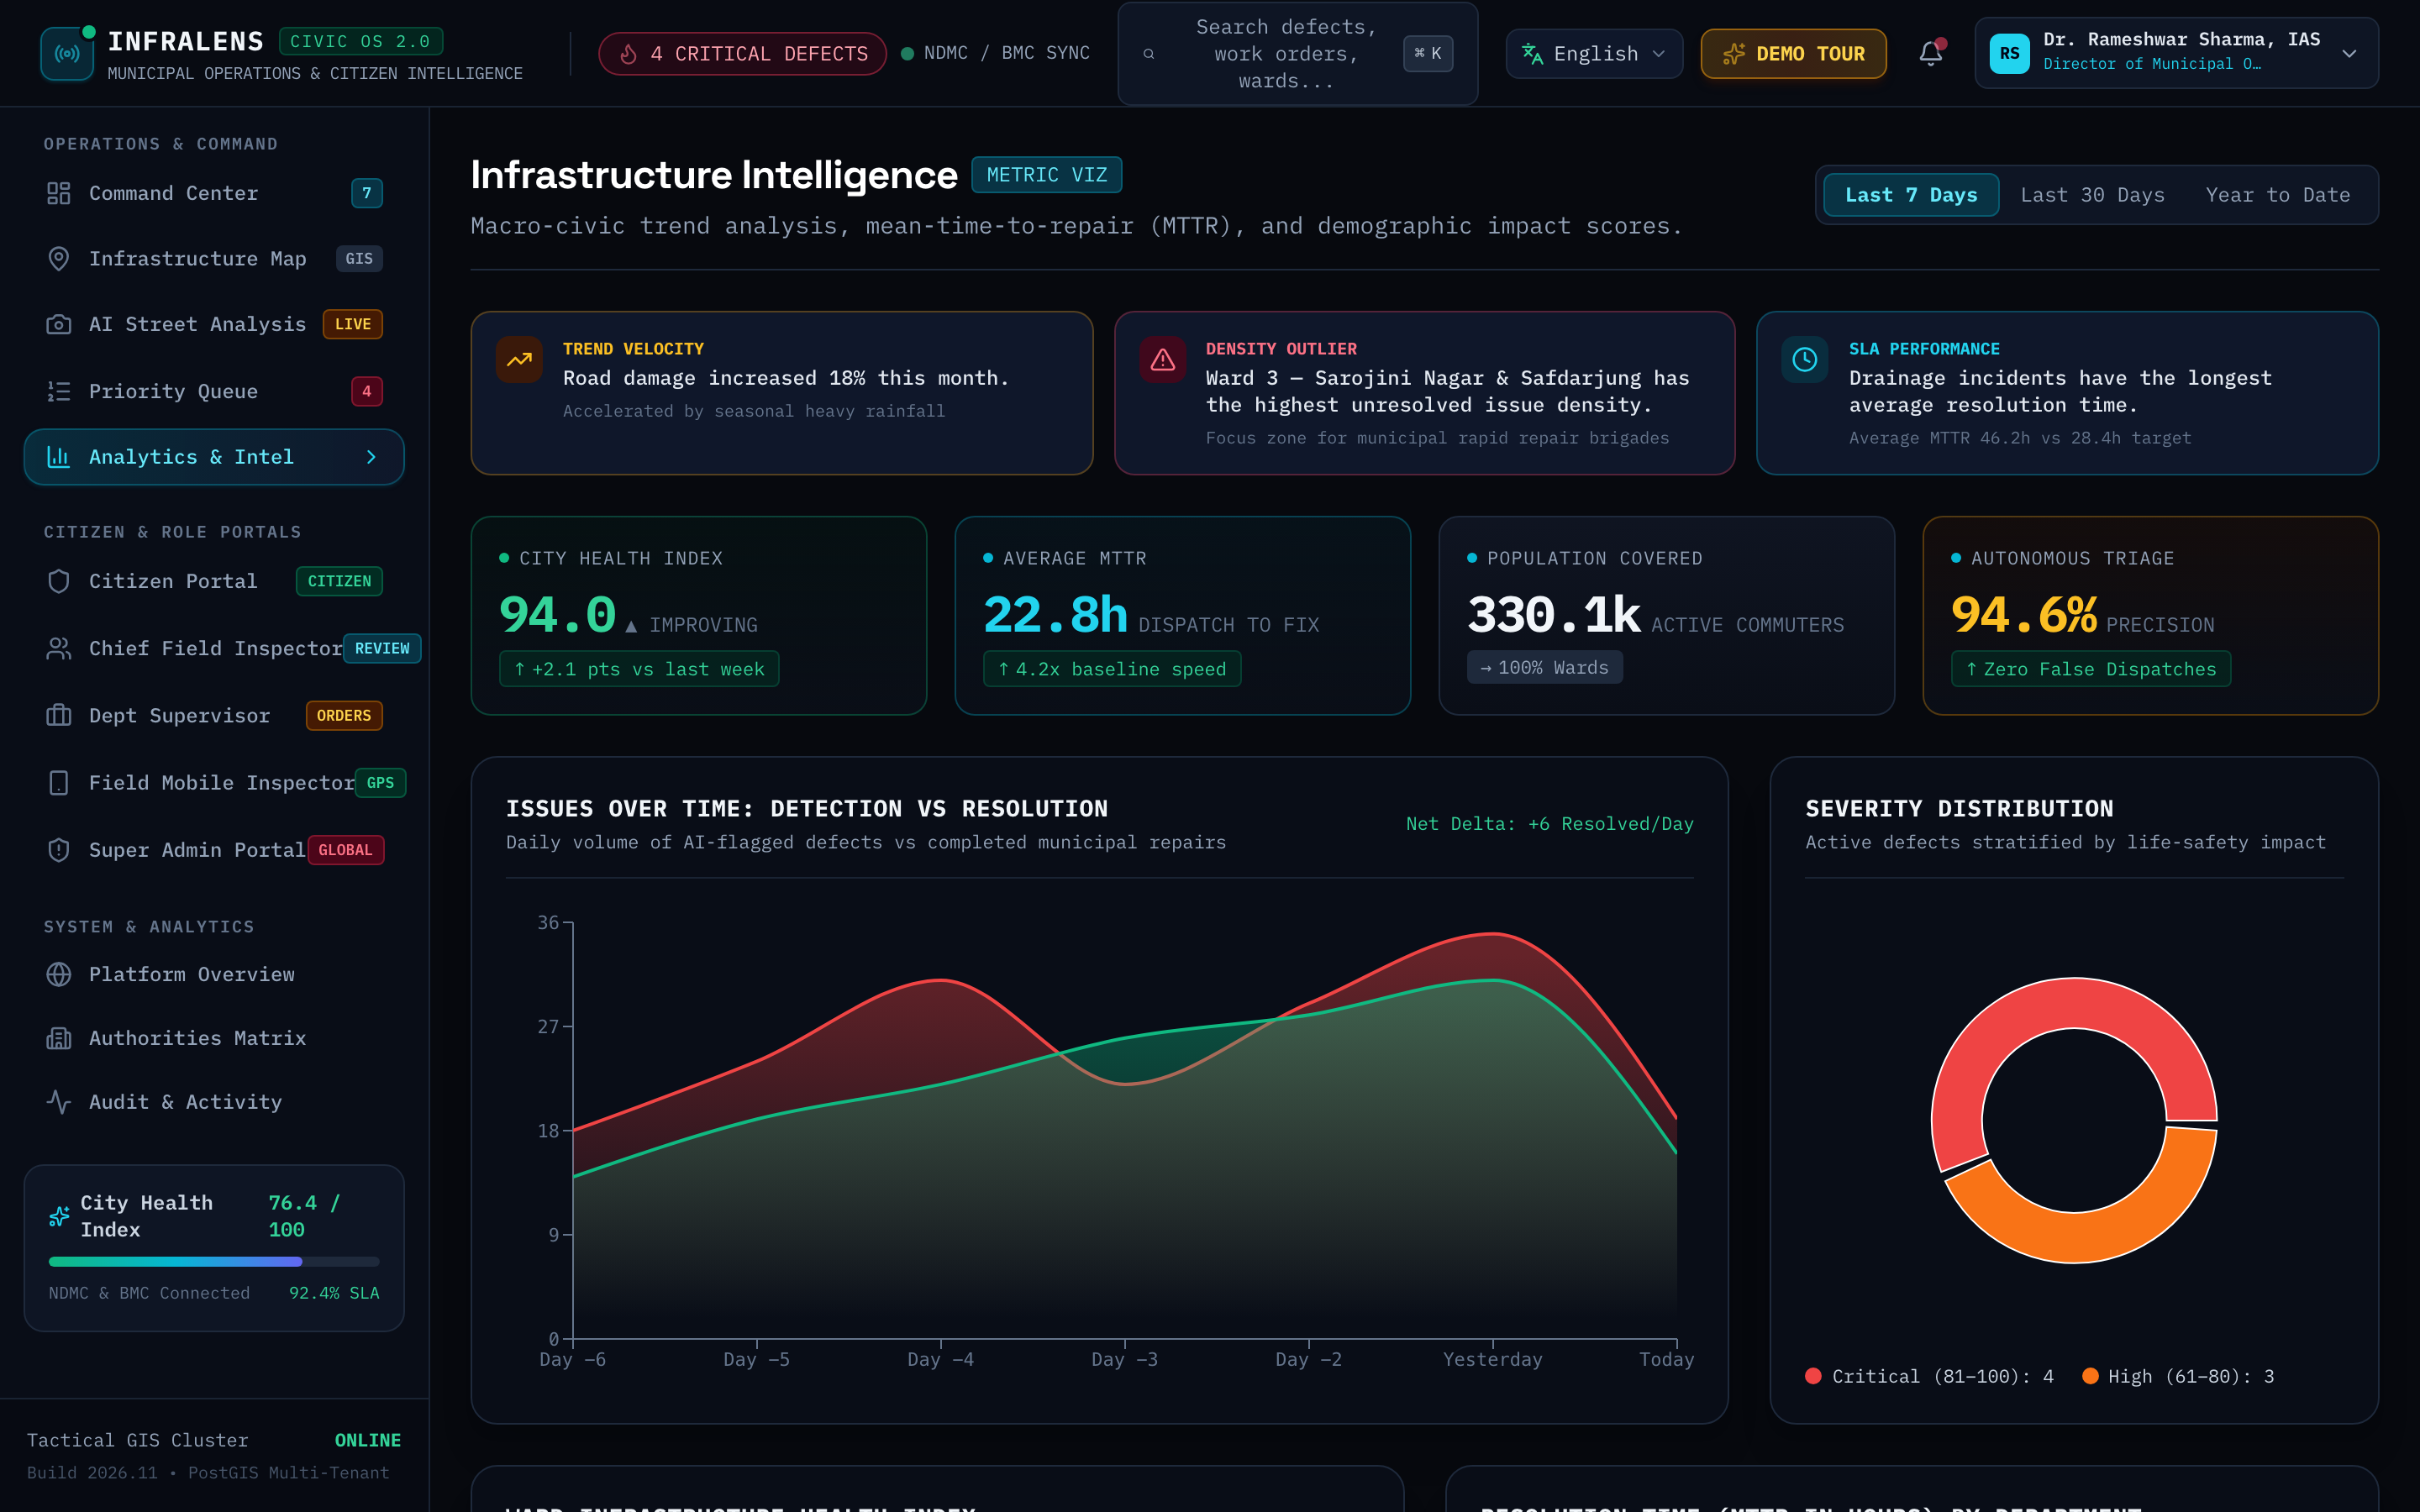 INFRALENS CIVIC OS 2.0
MUNICIPAL OPERATIONS & CITIZEN INTELLIGENCE
4 CRITICAL DEFECTS
NDMC / BMC SYNC
Search defects,
work orders,
wards...
⌘ K
English
DEMO TOUR
RS
Dr. Rameshwar Sharma, IAS
Director of Municipal O…
OPERATIONS & COMMAND
Command Center 7
Infrastructure Map GIS
AI Street Analysis LIVE
Priority Queue 4
Analytics & Intel
CITIZEN & ROLE PORTALS
Citizen Portal CITIZEN
Chief Field Inspector REVIEW
Dept Supervisor ORDERS
Field Mobile Inspector GPS
Super Admin Portal GLOBAL
SYSTEM & ANALYTICS
Platform Overview
Authorities Matrix
Audit & Activity
City Health
Index
76.4 /
100
NDMC & BMC Connected 92.4% SLA
Tactical GIS Cluster ONLINE
Build 2026.11 • PostGIS Multi-Tenant
Infrastructure Intelligence METRIC VIZ
Macro-civic trend analysis, mean-time-to-repair (MTTR), and demographic impact scores.
Last 7 Days Last 30 Days Year to Date
TREND VELOCITY
Road damage increased 18% this month.
Accelerated by seasonal heavy rainfall
DENSITY OUTLIER
Ward 3 — Sarojini Nagar & Safdarjung has
the highest unresolved issue density.
Focus zone for municipal rapid repair brigades
SLA PERFORMANCE
Drainage incidents have the longest
average resolution time.
Average MTTR 46.2h vs 28.4h target
CITY HEALTH INDEX
94.0 ▲ IMPROVING
↑ +2.1 pts vs last week
AVERAGE MTTR
22.8h DISPATCH TO FIX
↑ 4.2x baseline speed
POPULATION COVERED
330.1k ACTIVE COMMUTERS
→ 100% Wards
AUTONOMOUS TRIAGE
94.6% PRECISION
↑ Zero False Dispatches
ISSUES OVER TIME: DETECTION VS RESOLUTION
Daily volume of AI-flagged defects vs completed municipal repairs
Net Delta: +6 Resolved/Day
36
27
18
9
0
Day -6 Day -5 Day -4 Day -3 Day -2 Yesterday Today
SEVERITY DISTRIBUTION
Active defects stratified by life-safety impact
Critical (81-100): 4 High (61-80): 3
WARD INFRASTRUCTURE HEALTH INDEX
RESOLUTION TIME (MTTR IN HOURS) BY DEPARTMENT